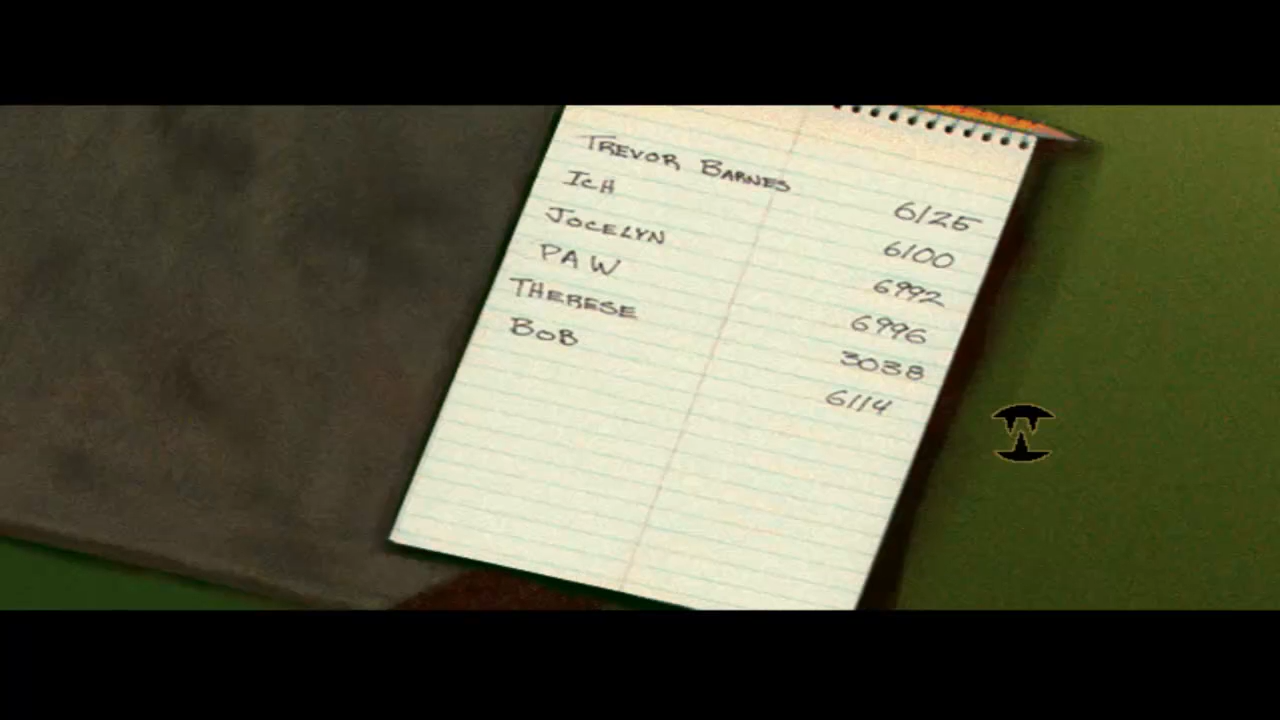 TREVOR BARNES 6125
ICH 6100
JOCELYN 6992
PAW 6996
THERESE 3038
BOB 6114